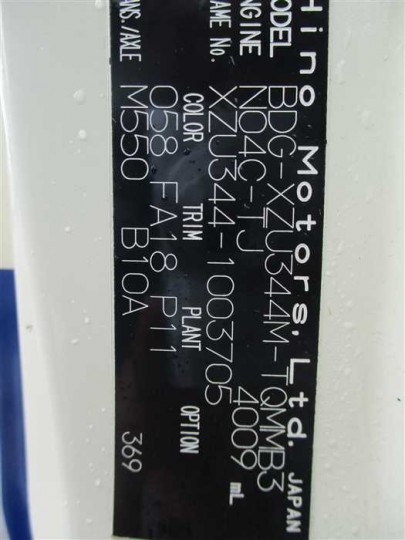 Hino Motors, Ltd. JAPAN
MODEL BDG-XZU344M-TQMMB3
ENGINE N04C-TJ 4009 mL
FRAME No. XZU344-1003705
COLOR TRIM PLANT OPTION
058 FA18 P11
TRANS./AXLE M550 B10A 369